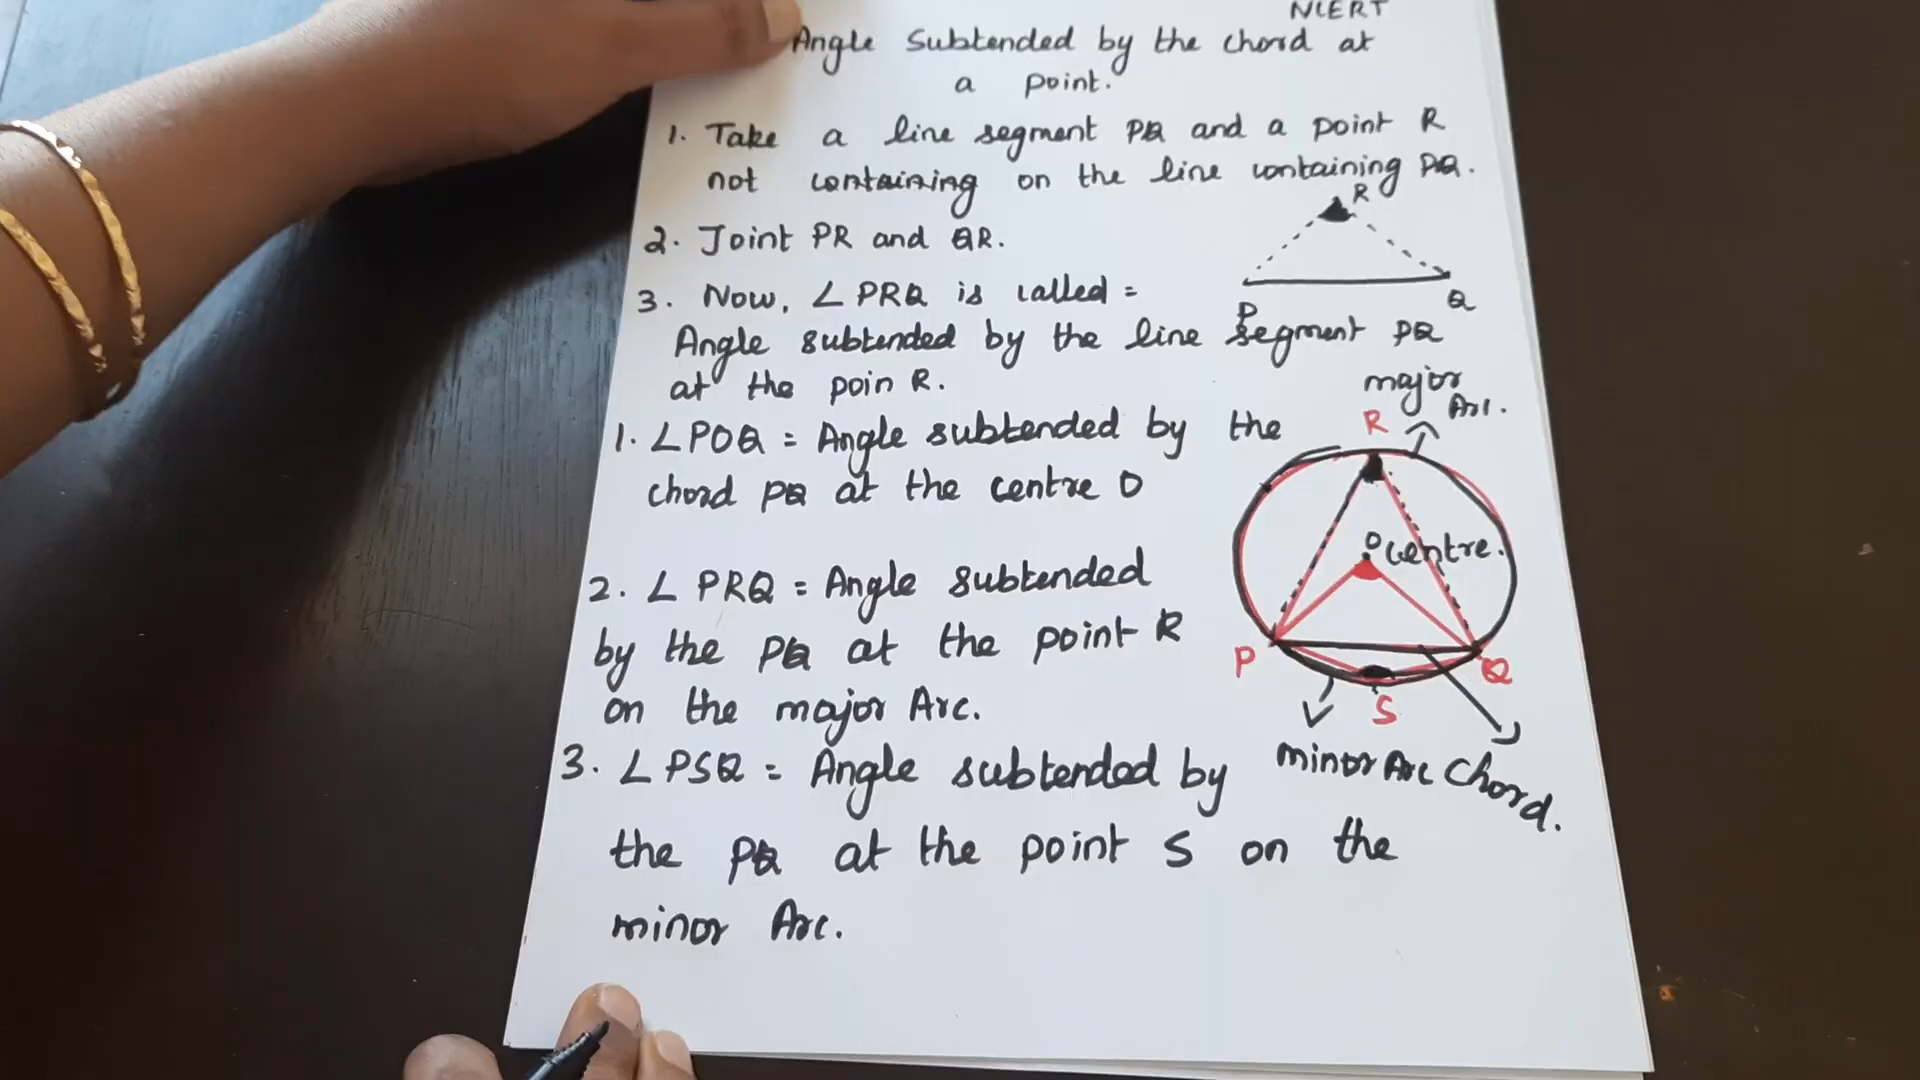 NCERT
Angle Subtended by the chord at
a point.
1. Take a line segment PQ and a point R
not containing on the line containing PQ.
R
2. Joint PR and QR.
3. Now, ∠PRQ is called =
P
Q
Angle subtended by the line segment PQ
at the poin R.
major
Arc.
R
1. ∠POQ = Angle subtended by the
chord PQ at the centre O
O centre.
2. ∠ PRQ = Angle subtended
by the PQ at the point R
P
Q
on the major Arc.
S
3. ∠ PSQ = Angle subtended by
minor Arc
Chord.
the PQ at the point S on the
minor Arc.